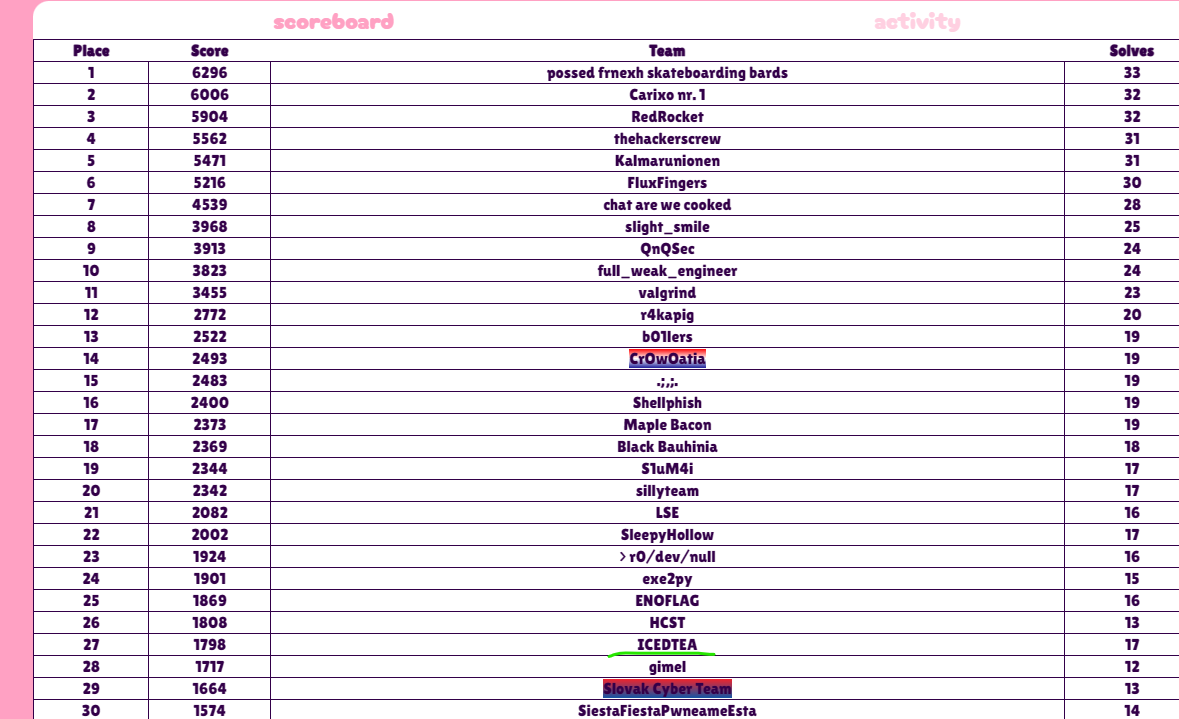 scoreboard activity
Place Score Team Solves
1 6296 possed frnexh skateboarding bards 33
2 6006 Carixo nr. 1 32
3 5904 RedRocket 32
4 5562 thehackerscrew 31
5 5471 Kalmarunionen 31
6 5216 FluxFingers 30
7 4539 chat are we cooked 28
8 3968 slight_smile 25
9 3913 QnQSec 24
10 3823 full_weak_engineer 24
11 3455 valgrind 23
12 2772 r4kapig 20
13 2522 b01lers 19
14 2493 CrOwOatia 19
15 2483 .;,;. 19
16 2400 Shellphish 19
17 2373 Maple Bacon 19
18 2369 Black Bauhinia 18
19 2344 S1uM4i 17
20 2342 sillyteam 17
21 2082 LSE 16
22 2002 SleepyHollow 17
23 1924 > r0/dev/null 16
24 1901 exe2py 15
25 1869 ENOFLAG 16
26 1808 HCST 13
27 1798 ICEDTEA 17
28 1717 gimel 12
29 1664 Slovak Cyber Team 13
30 1574 SiestaFiestaPwneameEsta 14